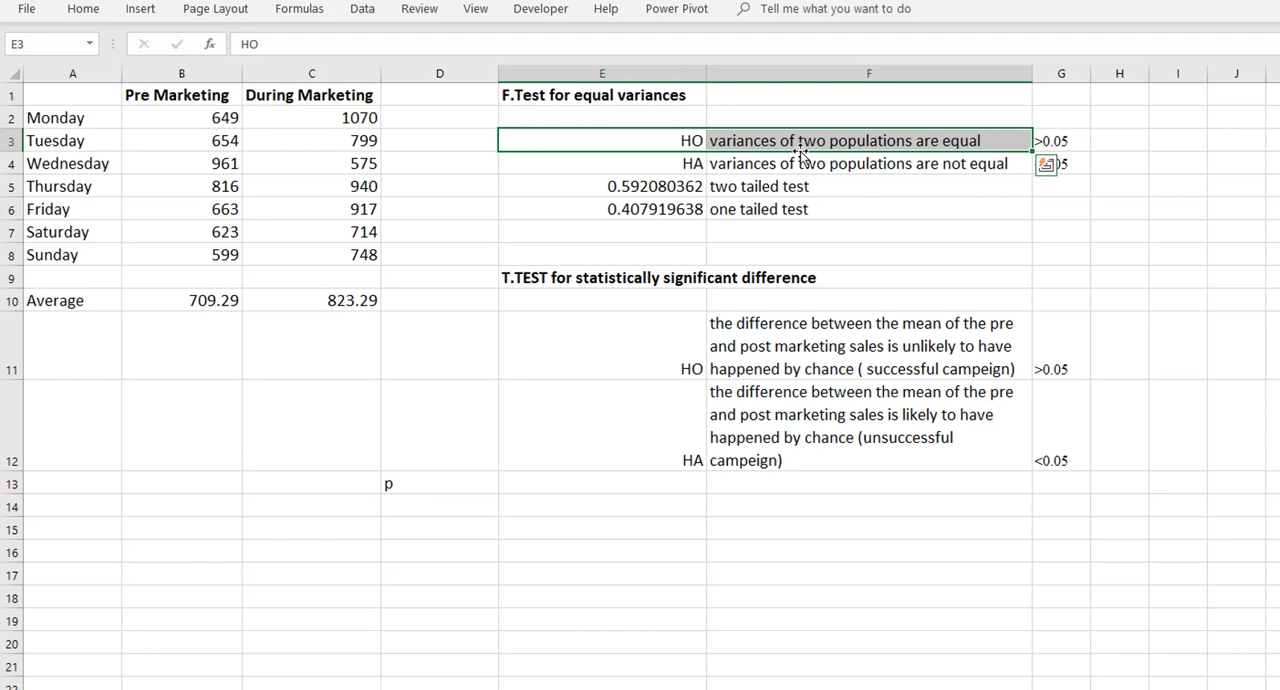 File Home Insert Page Layout Formulas Data Review View Developer Help Power Pivot Tell me what you want to do
E3 fx HO
A B C D E F G H I J
1 Pre Marketing During Marketing F.Test for equal variances
2 Monday 649 1070
3 Tuesday 654 799 HO variances of two populations are equal >0.05
4 Wednesday 961 575 HA variances of two populations are not equal
5 Thursday 816 940 0.592080362 two tailed test
6 Friday 663 917 0.407919638 one tailed test
7 Saturday 623 714
8 Sunday 599 748
9 T.TEST for statistically significant difference
10 Average 709.29 823.29
the difference between the mean of the pre
and post marketing sales is unlikely to have
11 HO happened by chance ( successful campeign) >0.05
the difference between the mean of the pre
and post marketing sales is likely to have
happened by chance (unsuccessful
12 HA campeign) <0.05
13 p
14
15
16
17
18
19
20
21